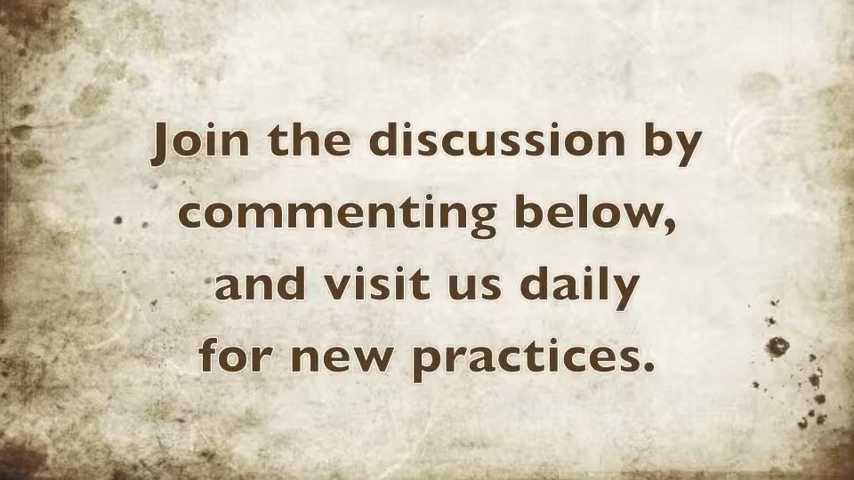 Join the discussion by
commenting below,
and visit us daily
for new practices.